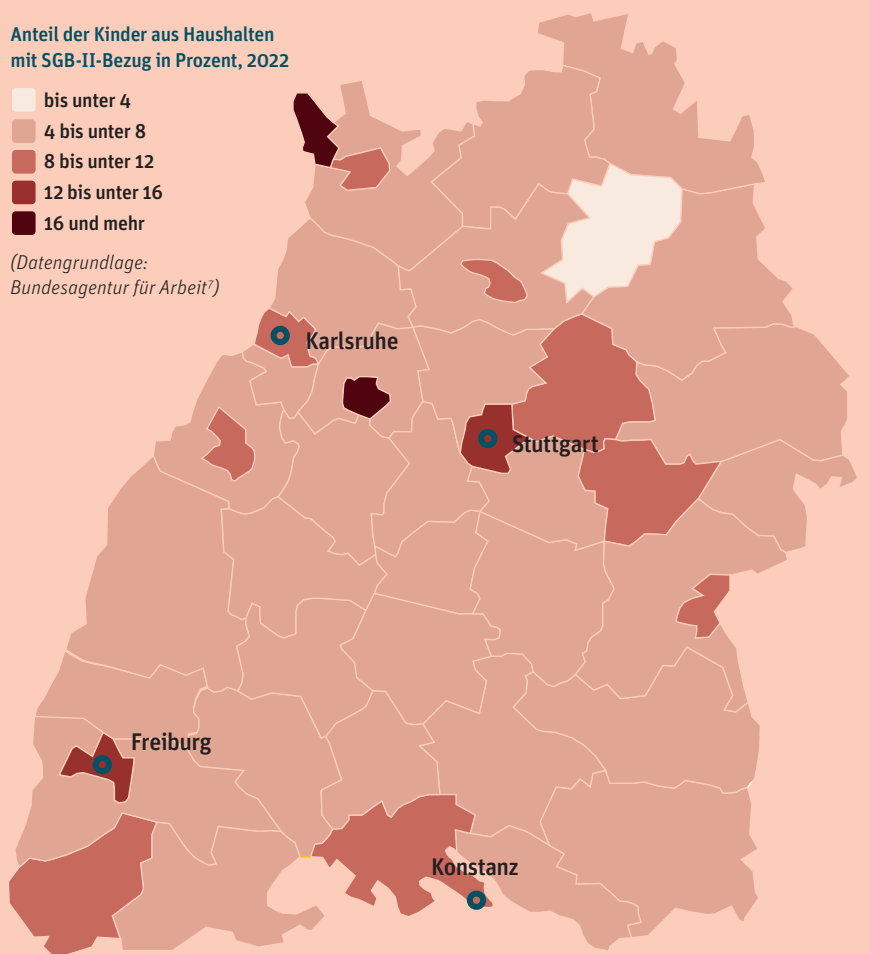 Anteil der Kinder aus Haushalten
mit SGB-II-Bezug in Prozent, 2022
bis unter 4
4 bis unter 8
8 bis unter 12
12 bis unter 16
16 und mehr
(Datengrundlage:
Bundesagentur für Arbeit⁷)
Karlsruhe
Stuttgart
Freiburg
Konstanz